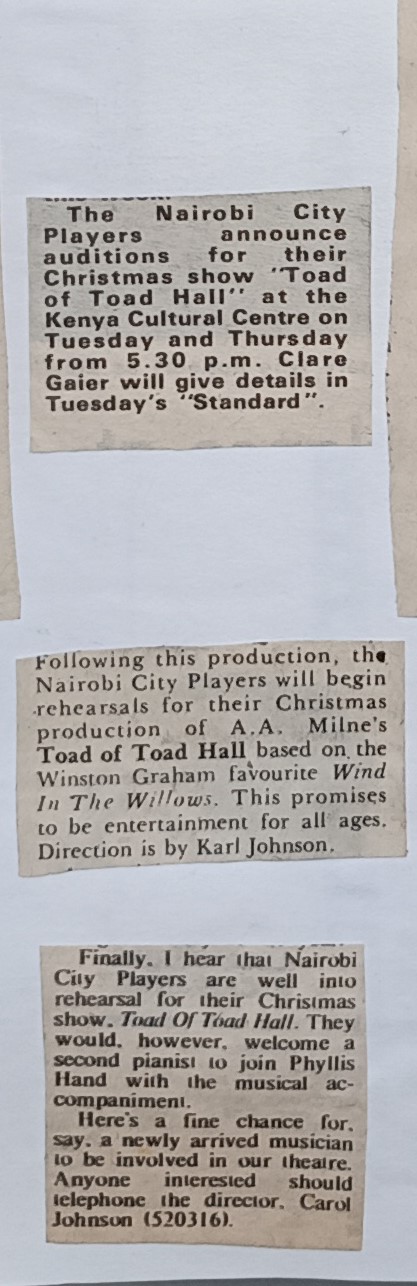 The Nairobi City
Players announce
auditions for their
Christmas show "Toad
of Toad Hall" at the
Kenya Cultural Centre on
Tuesday and Thursday
from 5.30 p.m. Clare
Gaier will give details in
Tuesday's "Standard".
Following this production, the
Nairobi City Players will begin
rehearsals for their Christmas
production of A.A. Milne's
Toad of Toad Hall based on the
Winston Graham favourite Wind
In The Willows. This promises
to be entertainment for all ages.
Direction is by Karl Johnson.
Finally, I hear that Nairobi
City Players are well into
rehearsal for their Christmas
show, Toad Of Toad Hall. They
would, however, welcome a
second pianist to join Phyllis
Hand with the musical ac-
companiment.
Here's a fine chance for,
say, a newly arrived musician
to be involved in our theatre.
Anyone interested should
telephone the director, Carol
Johnson (520316).